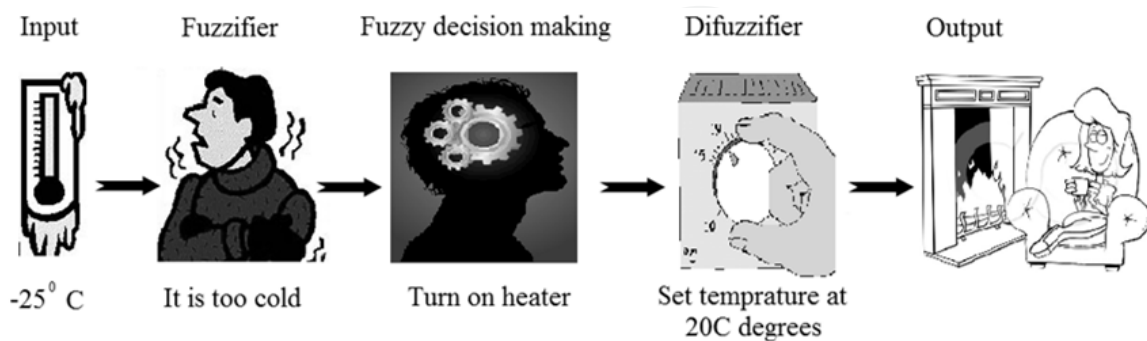 Input
Fuzzifier
Fuzzy decision making
Difuzzifier
Output
-25⁰ C
It is too cold
Turn on heater
Set temprature at
20C degrees